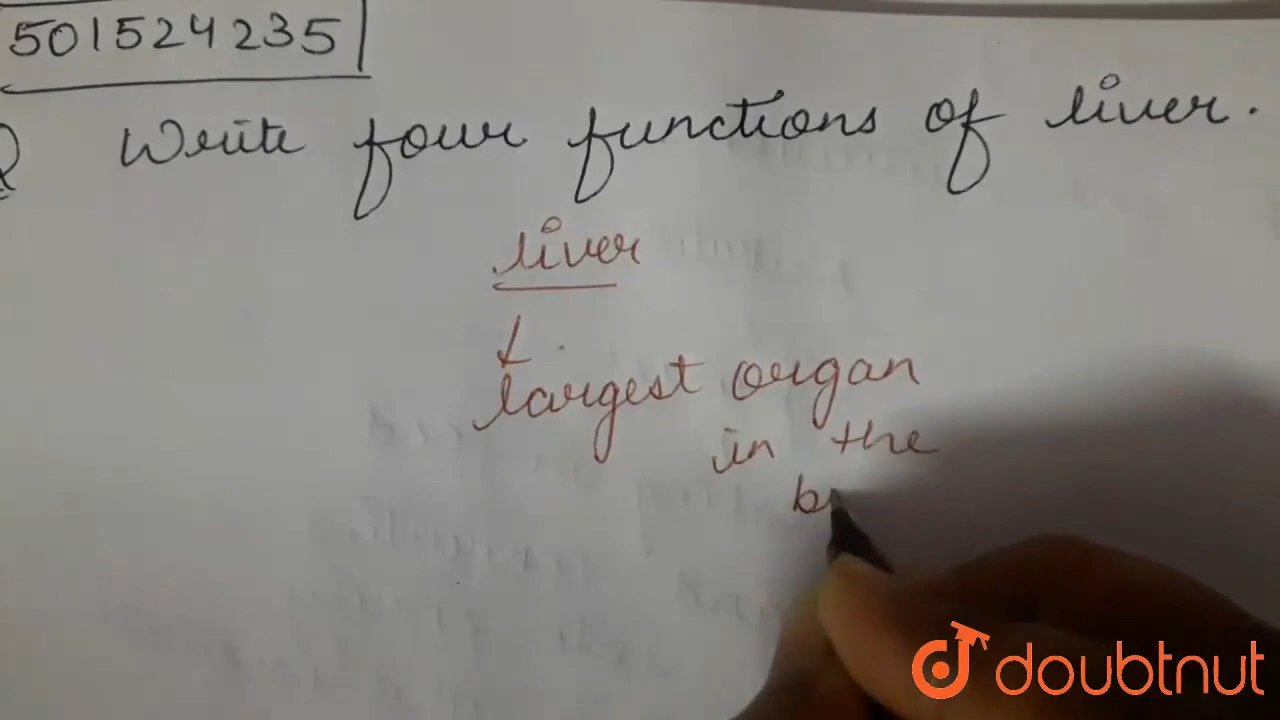 501524235
Q Write four functions of liver.
liver
largest organ
in the
b
doubtnut